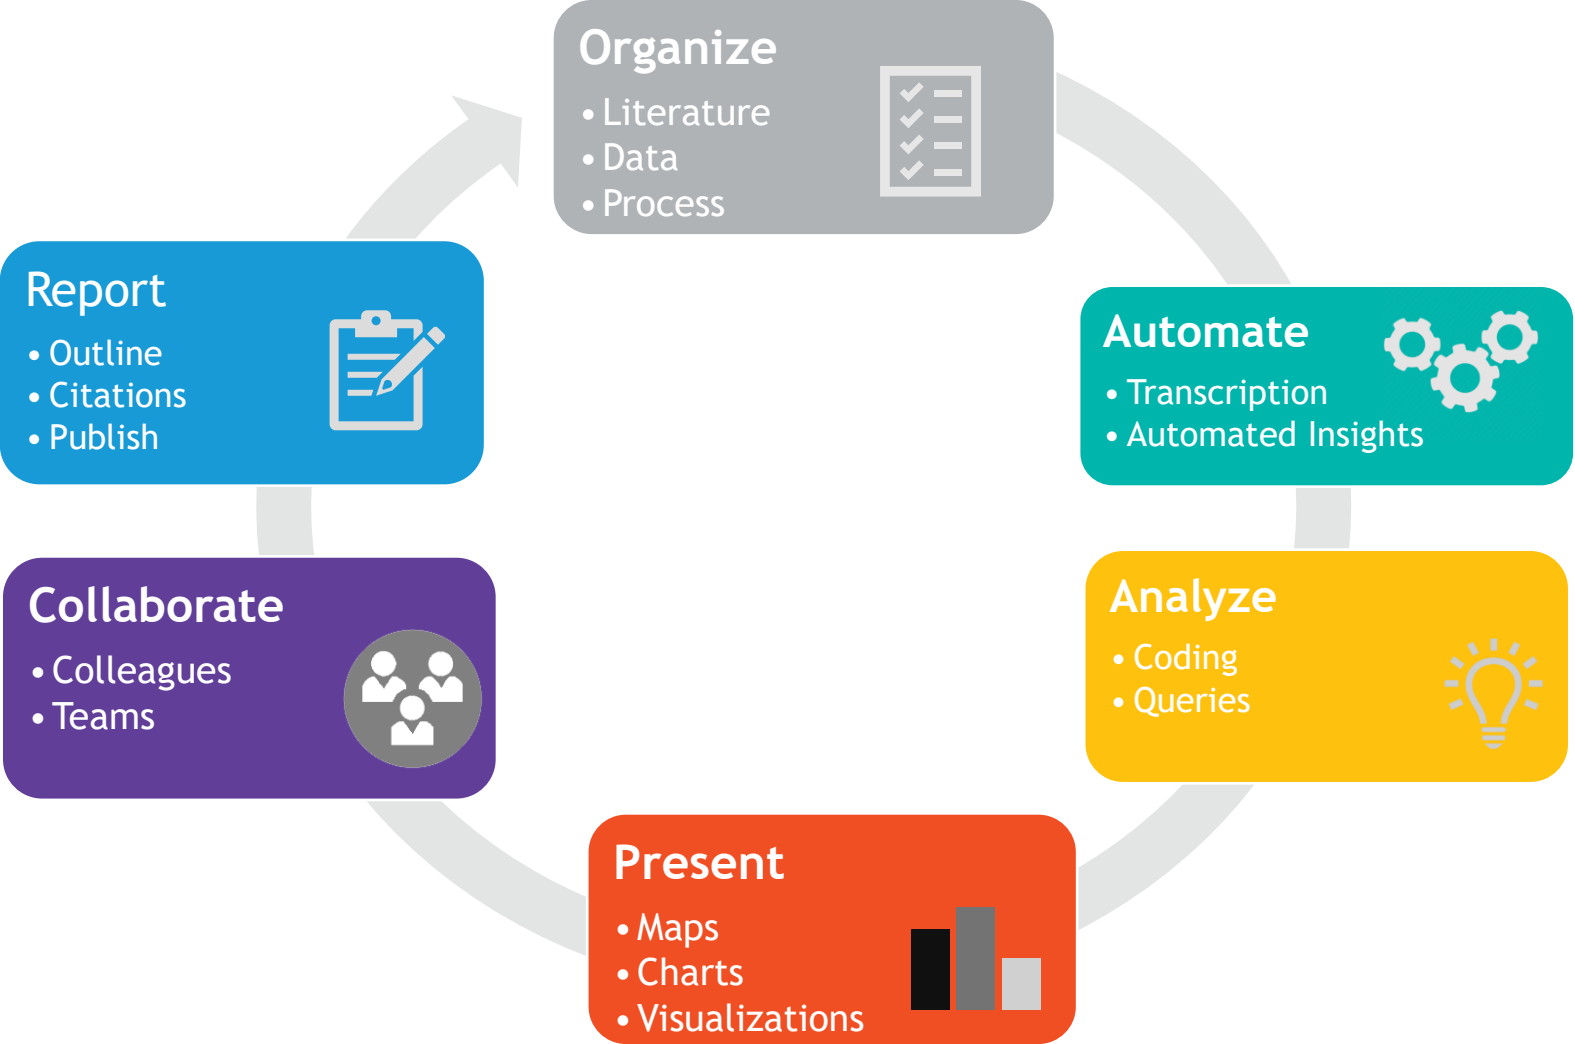 Organize
• Literature
• Data
• Process
Automate
• Transcription
• Automated Insights
Analyze
• Coding
• Queries
Present
• Maps
• Charts
• Visualizations
Collaborate
• Colleagues
• Teams
Report
• Outline
• Citations
• Publish